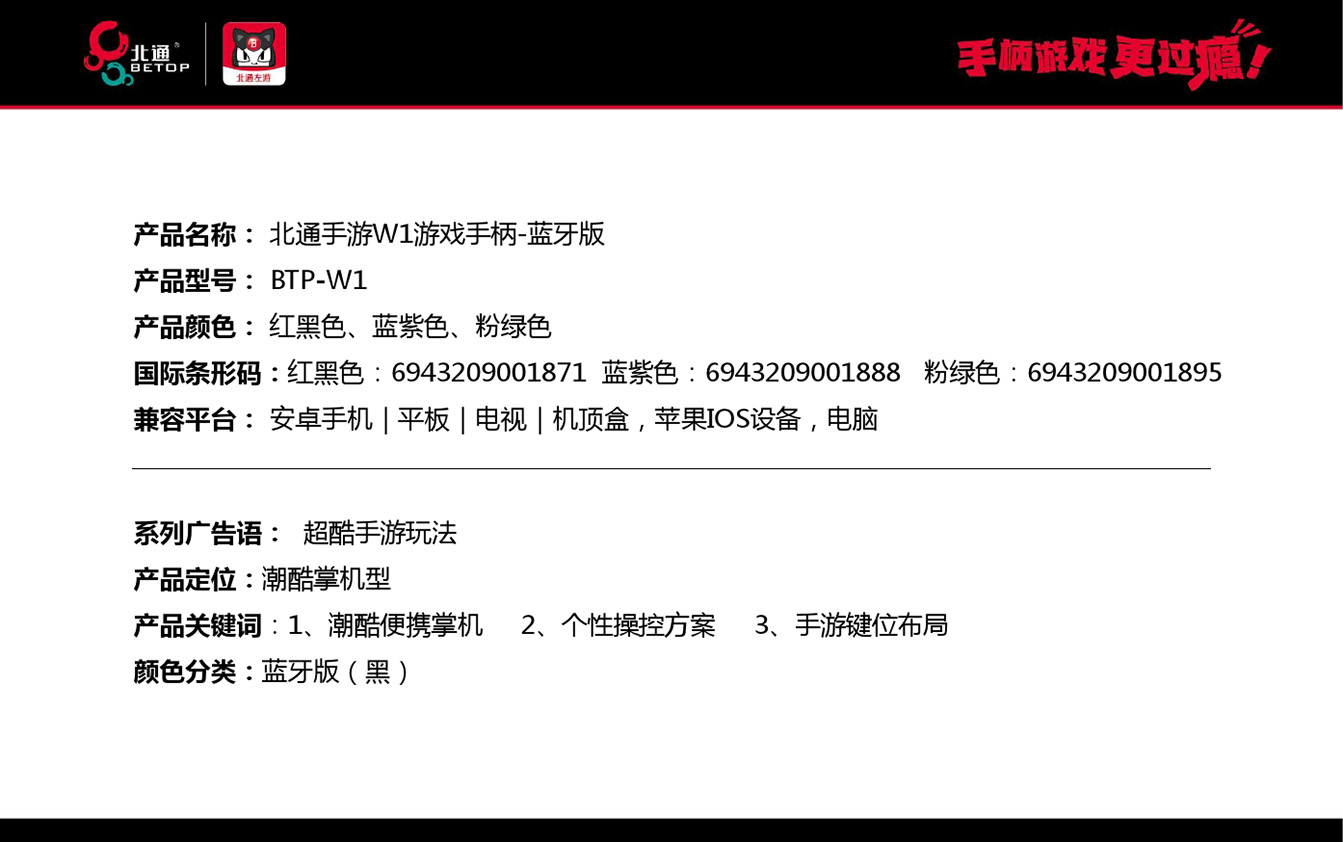 北通®
BETOP
北通左游
手柄游戏 更过瘾!
产品名称： 北通手游W1游戏手柄-蓝牙版
产品型号： BTP-W1
产品颜色： 红黑色、蓝紫色、粉绿色
国际条形码：红黑色：6943209001871 蓝紫色：6943209001888 粉绿色：6943209001895
兼容平台： 安卓手机 | 平板 | 电视 | 机顶盒，苹果IOS设备，电脑
系列广告语： 超酷手游玩法
产品定位：潮酷掌机型
产品关键词：1、潮酷便携掌机 2、个性操控方案 3、手游键位布局
颜色分类：蓝牙版（黑）